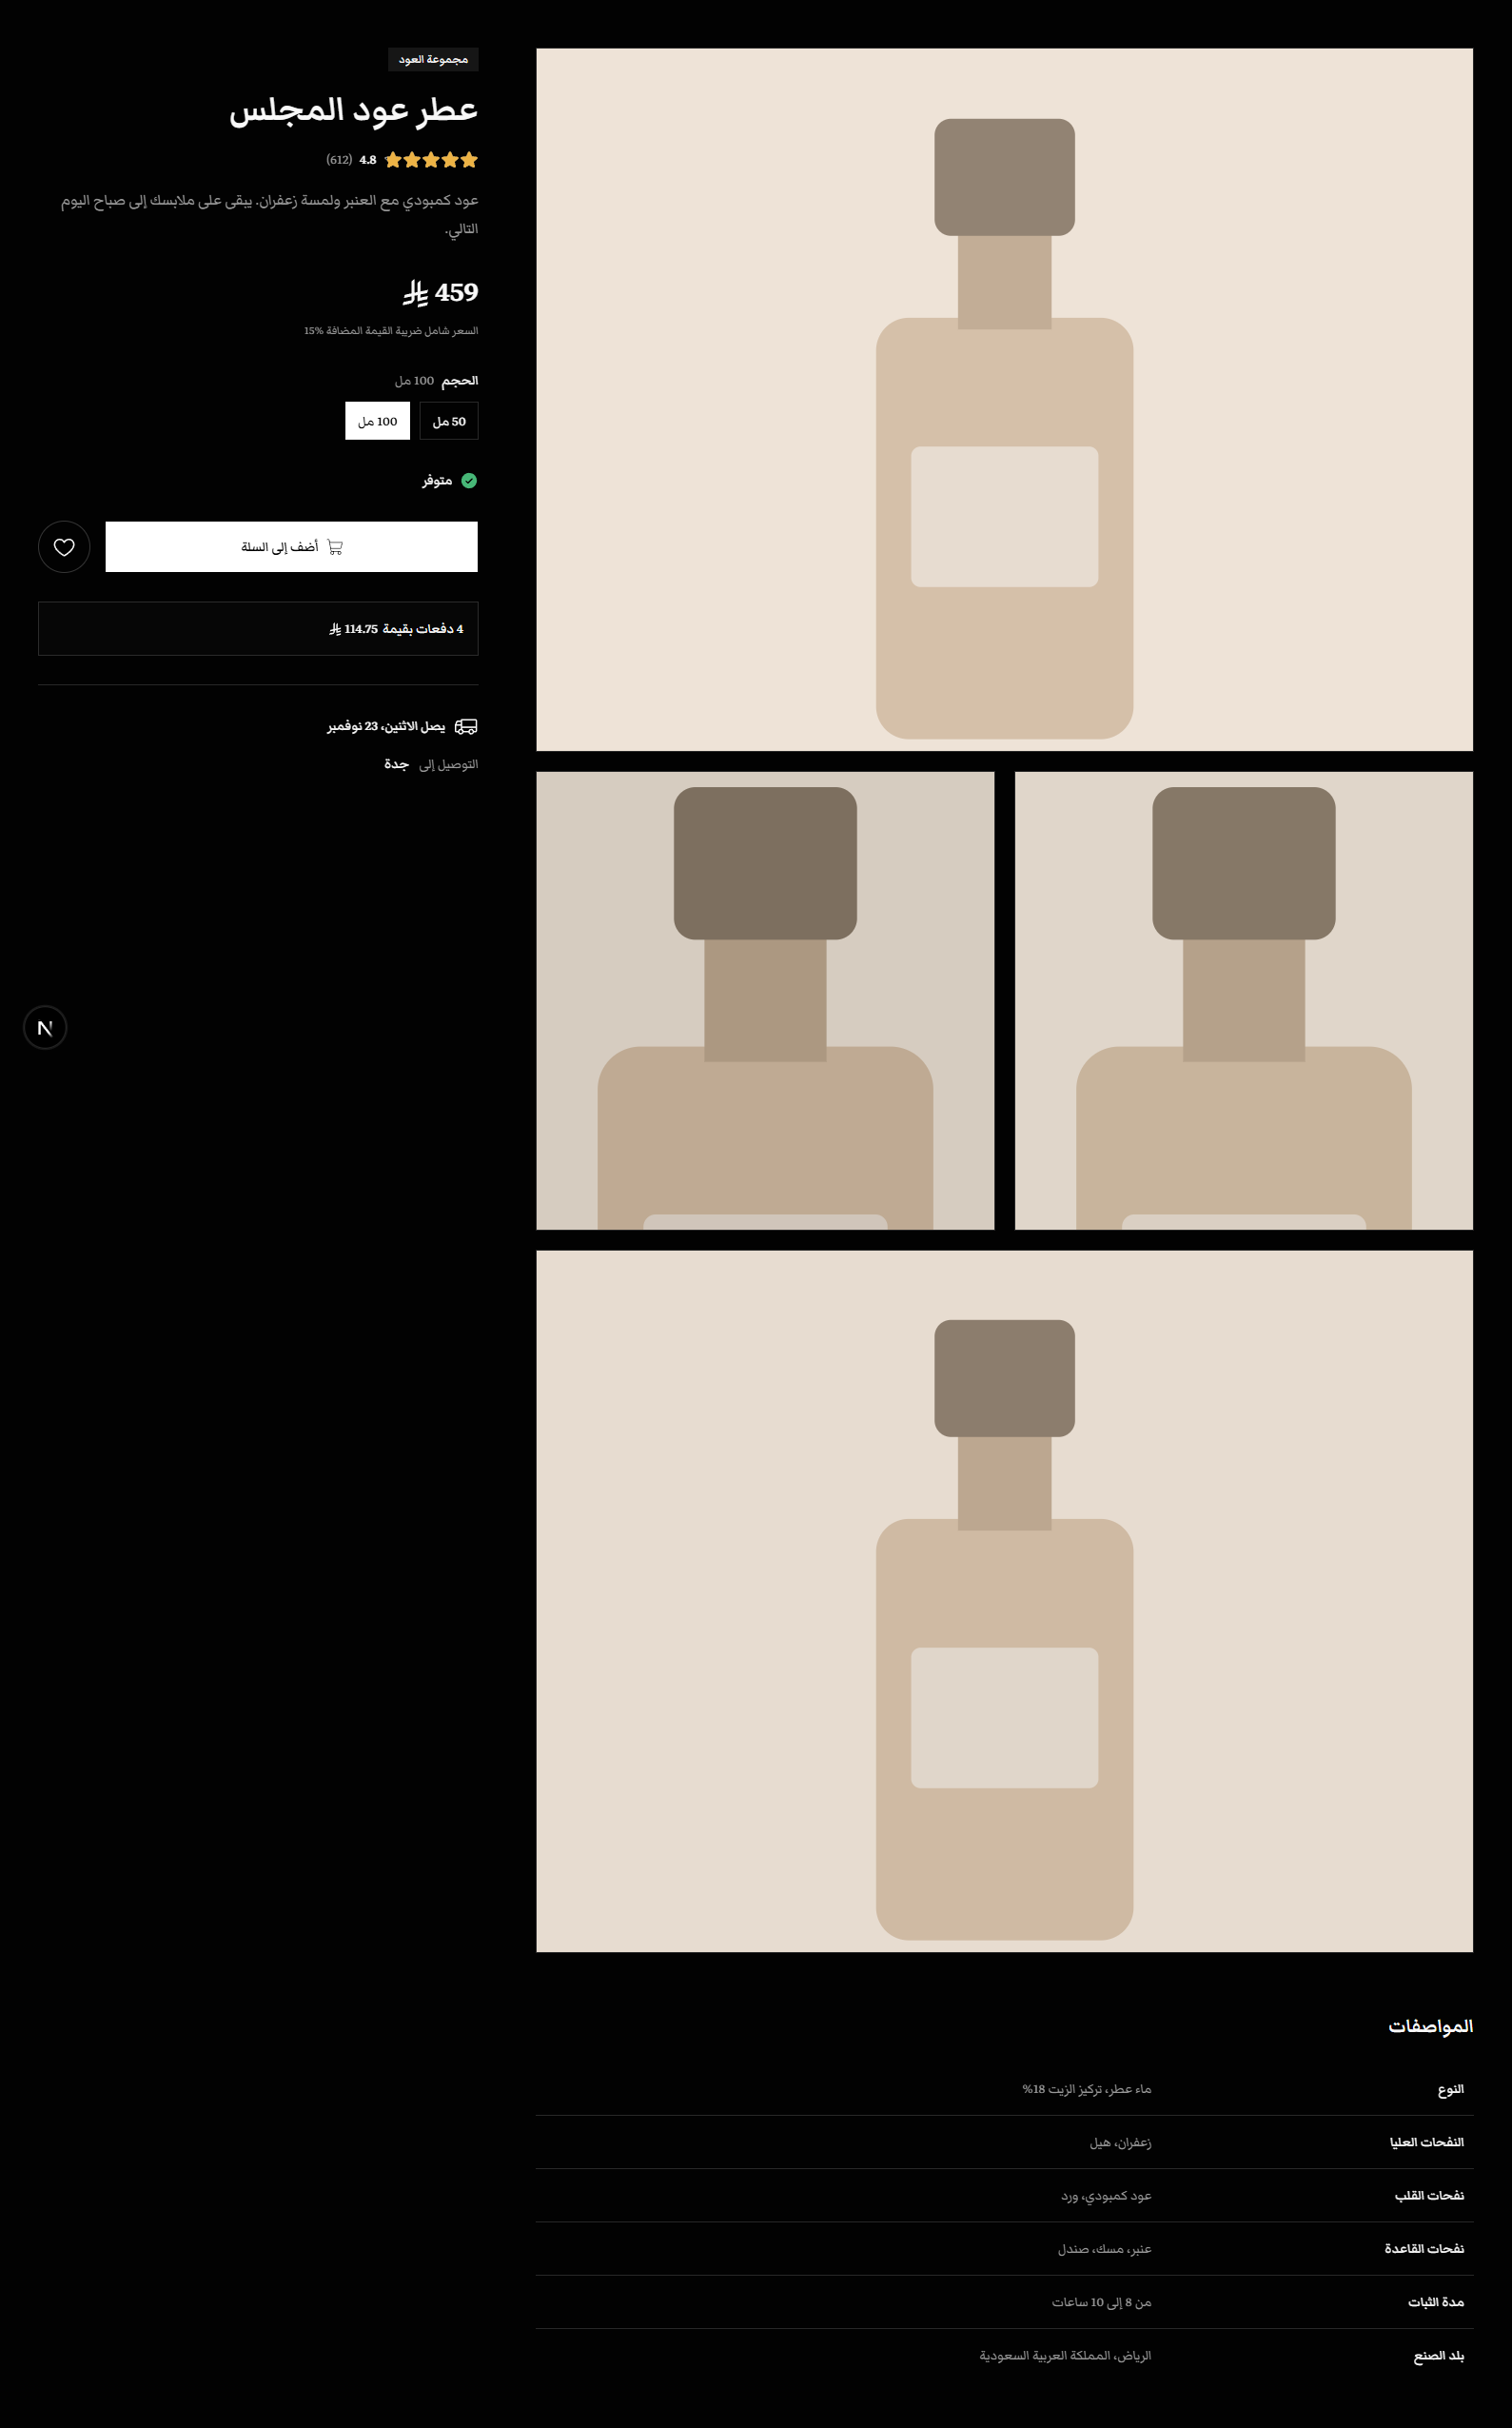 مجموعة العود
عطر عود المجلس
4.8 (612)
عود كمبودي مع العنبر ولمسة زعفران. يبقى على ملابسك إلى صباح اليوم
التالي.
459 ⃁
السعر شامل ضريبة القيمة المضافة 15%
الحجم 100 مل
50 مل
100 مل
متوفر
أضف إلى السلة
4 دفعات بقيمة 114.75 ⃁
يصل الاثنين، 23 نوفمبر
التوصيل إلى جدة
N
المواصفات
النوع ماء عطر، تركيز الزيت 18%
النفحات العليا زعفران، هيل
نفحات القلب عود كمبودي، ورد
نفحات القاعدة عنبر، مسك، صندل
مدة الثبات من 8 إلى 10 ساعات
بلد الصنع الرياض، المملكة العربية السعودية